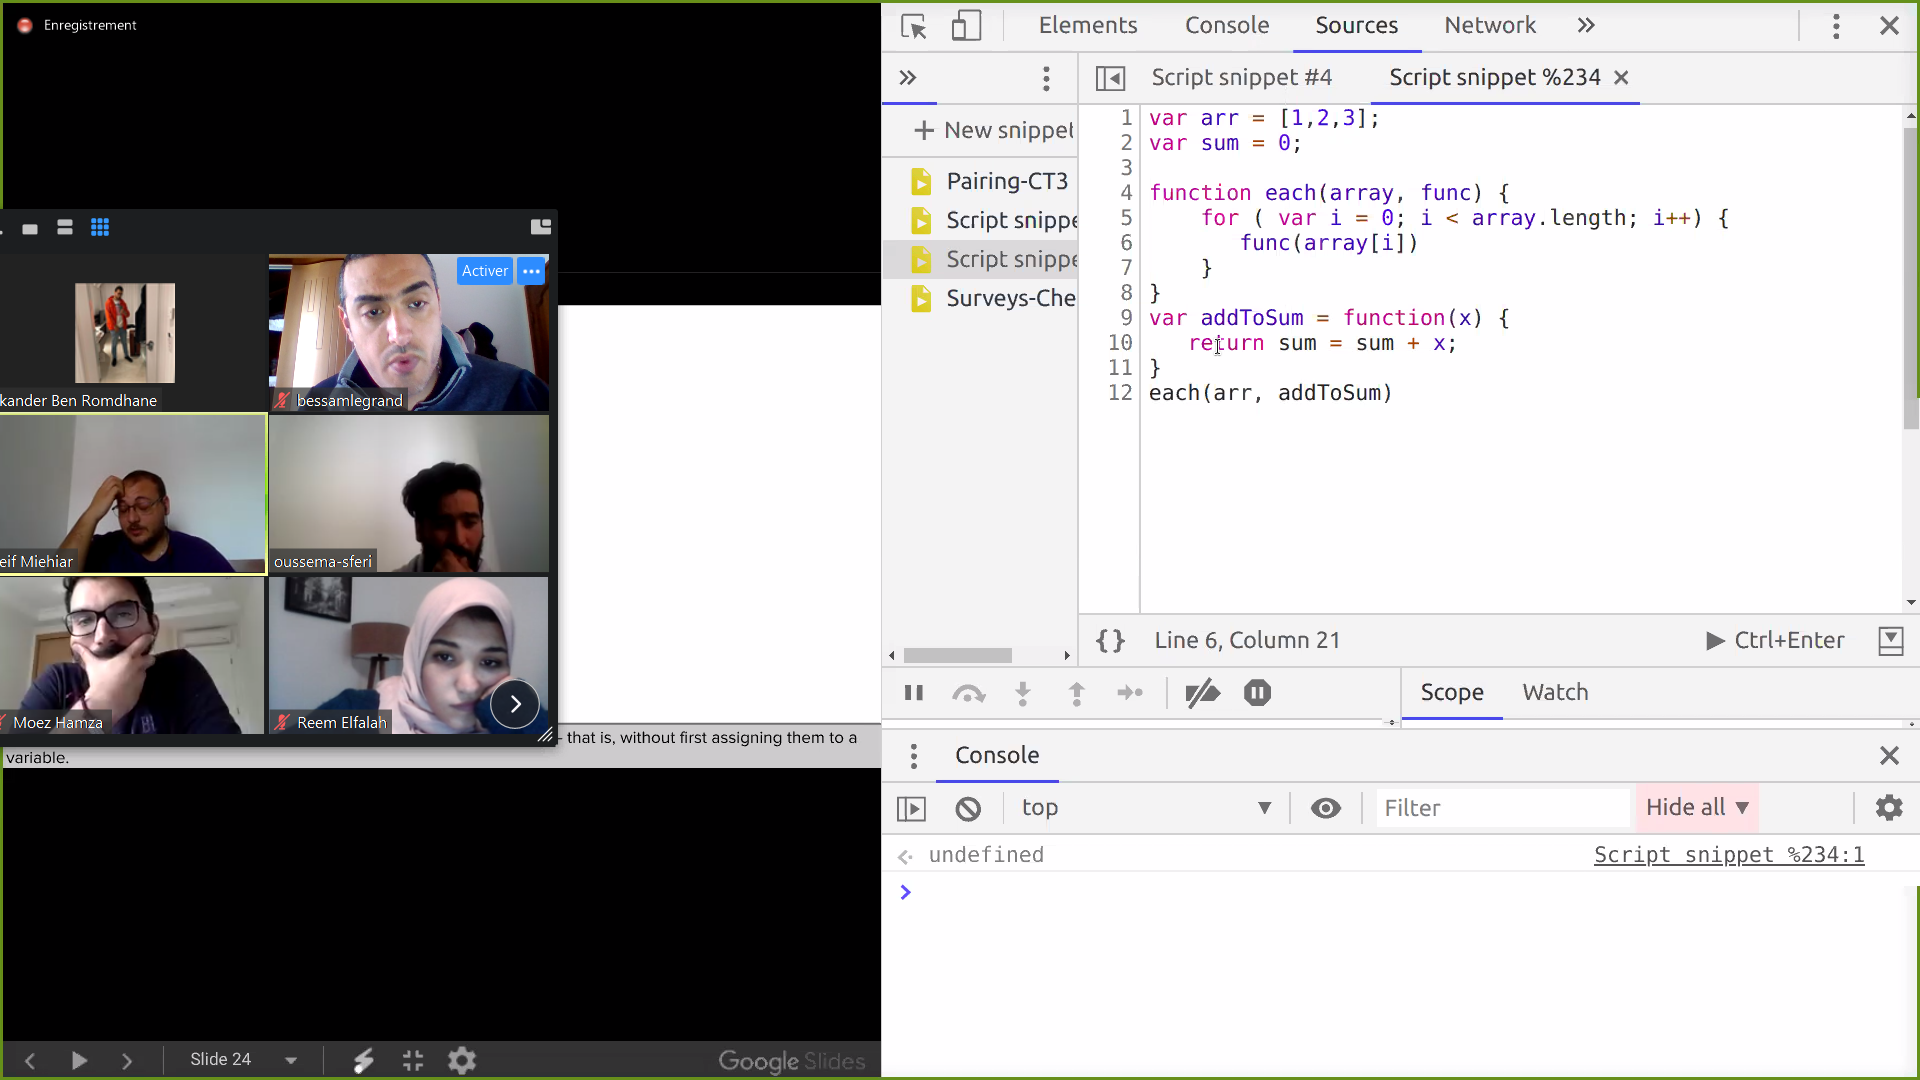 Enregistrement
kander Ben Romdhane
Activer
bessamlegrand
eif Miehiar
oussema-sferi
Moez Hamza
Reem Elfalah
- that is, without first assigning them to a
variable.
Slide 24
Google Slides
Elements
Console
Sources
Network
Script snippet #4
Script snippet %234
New snippet
Pairing-CT3
Script snippe
Script snippe
Surveys-Che
1 var arr = [1,2,3];
2 var sum = 0;
3
4 function each(array, func) {
5 for ( var i = 0; i < array.length; i++) {
6 func(array[i])
7 }
8 }
9 var addToSum = function(x) {
10 return sum = sum + x;
11 }
12 each(arr, addToSum)
{} Line 6, Column 21
Ctrl+Enter
Scope
Watch
Console
top
Filter
Hide all
undefined
Script snippet %234:1